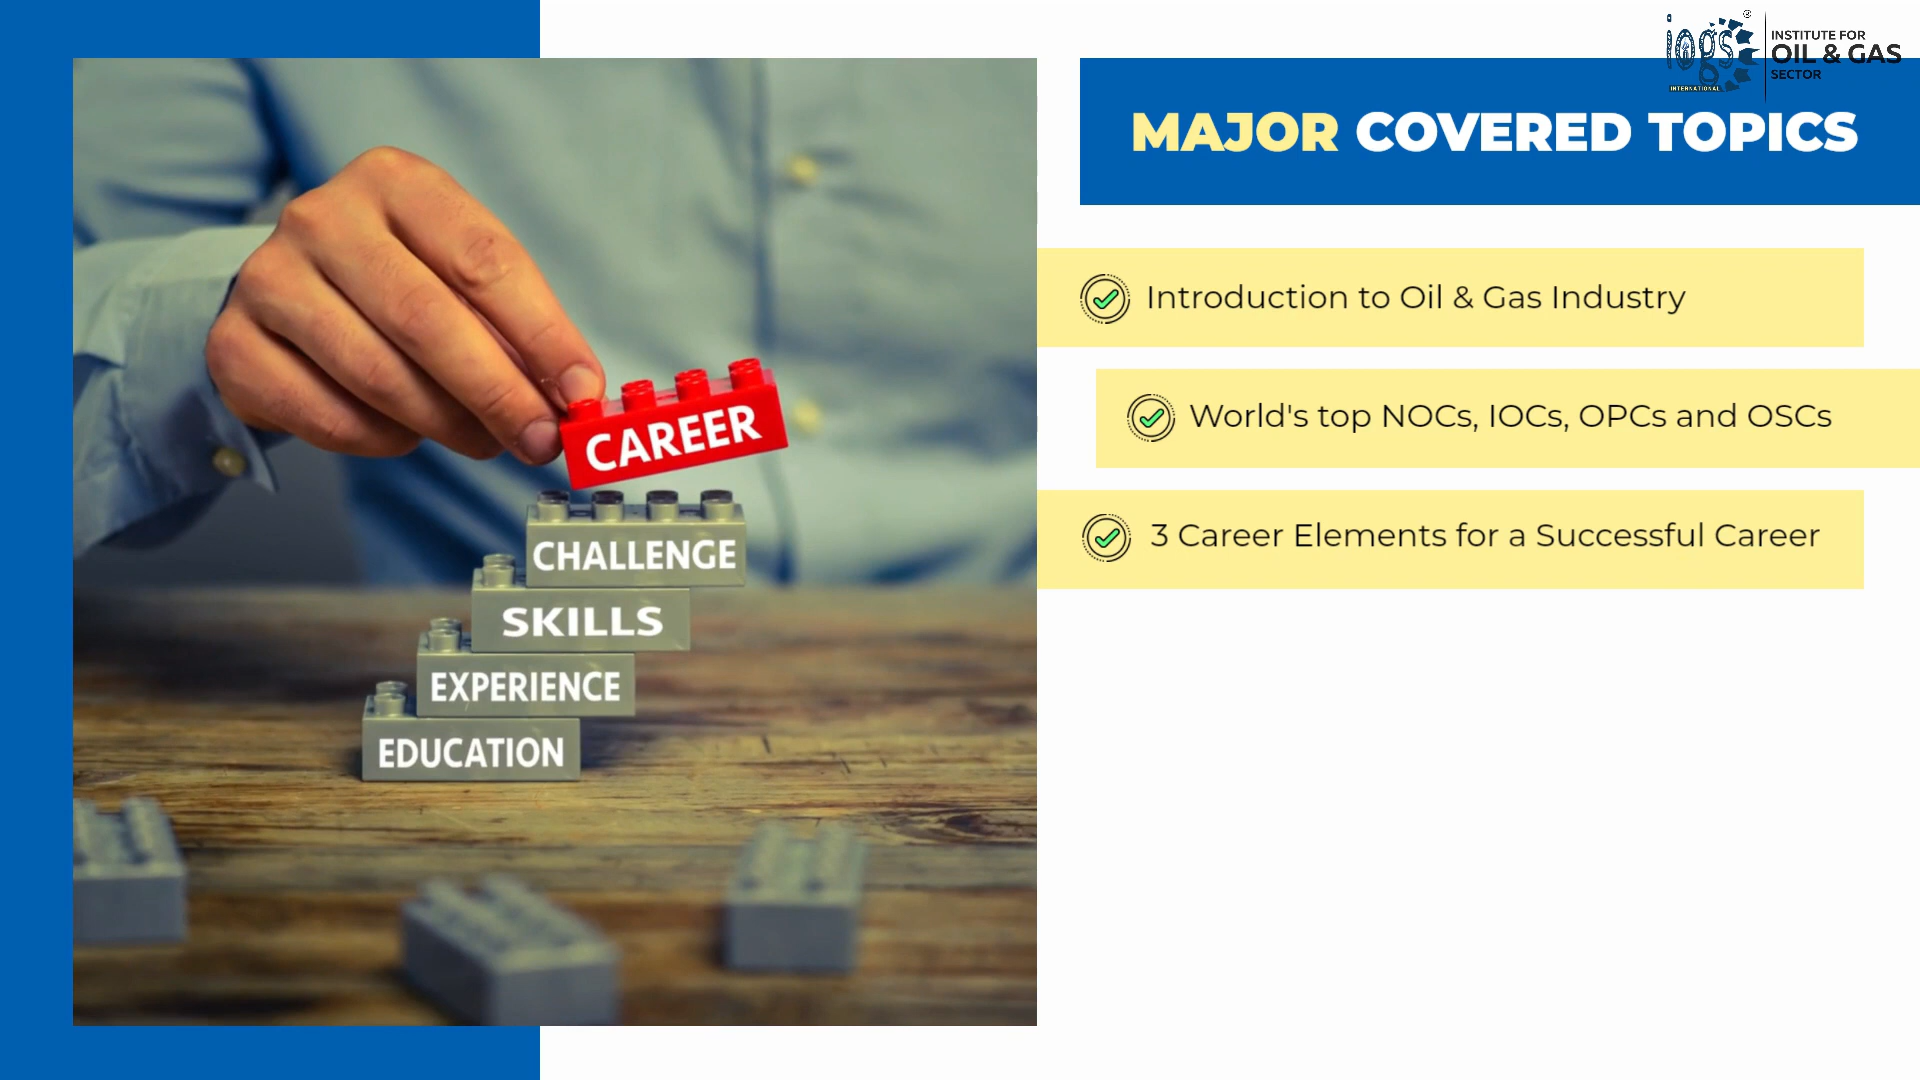 iogs®
INTERNATIONAL
INSTITUTE FOR
OIL & GAS
SECTOR
MAJOR COVERED TOPICS
Introduction to Oil & Gas Industry
World's top NOCs, IOCs, OPCs and OSCs
3 Career Elements for a Successful Career
CAREER
CHALLENGE
SKILLS
EXPERIENCE
EDUCATION